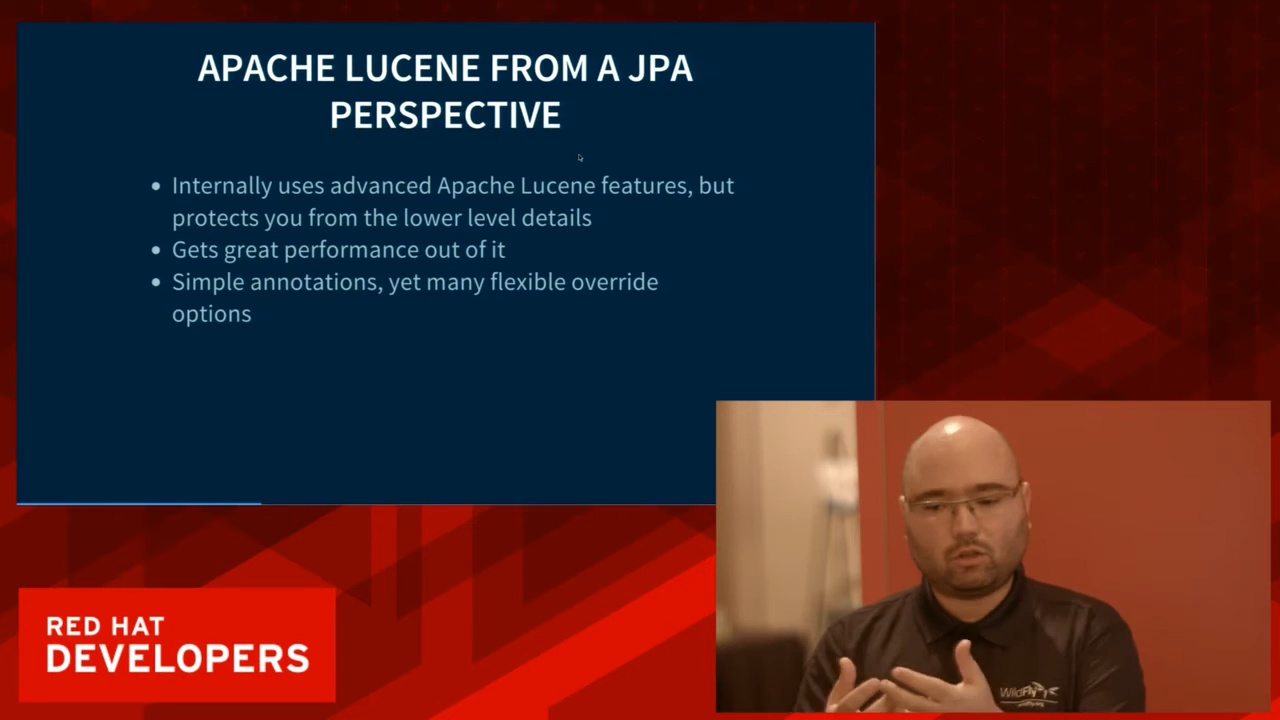 APACHE LUCENE FROM A JPA
PERSPECTIVE
• Internally uses advanced Apache Lucene features, but
protects you from the lower level details
• Gets great performance out of it
• Simple annotations, yet many flexible override
options
RED HAT
DEVELOPERS
WildFly